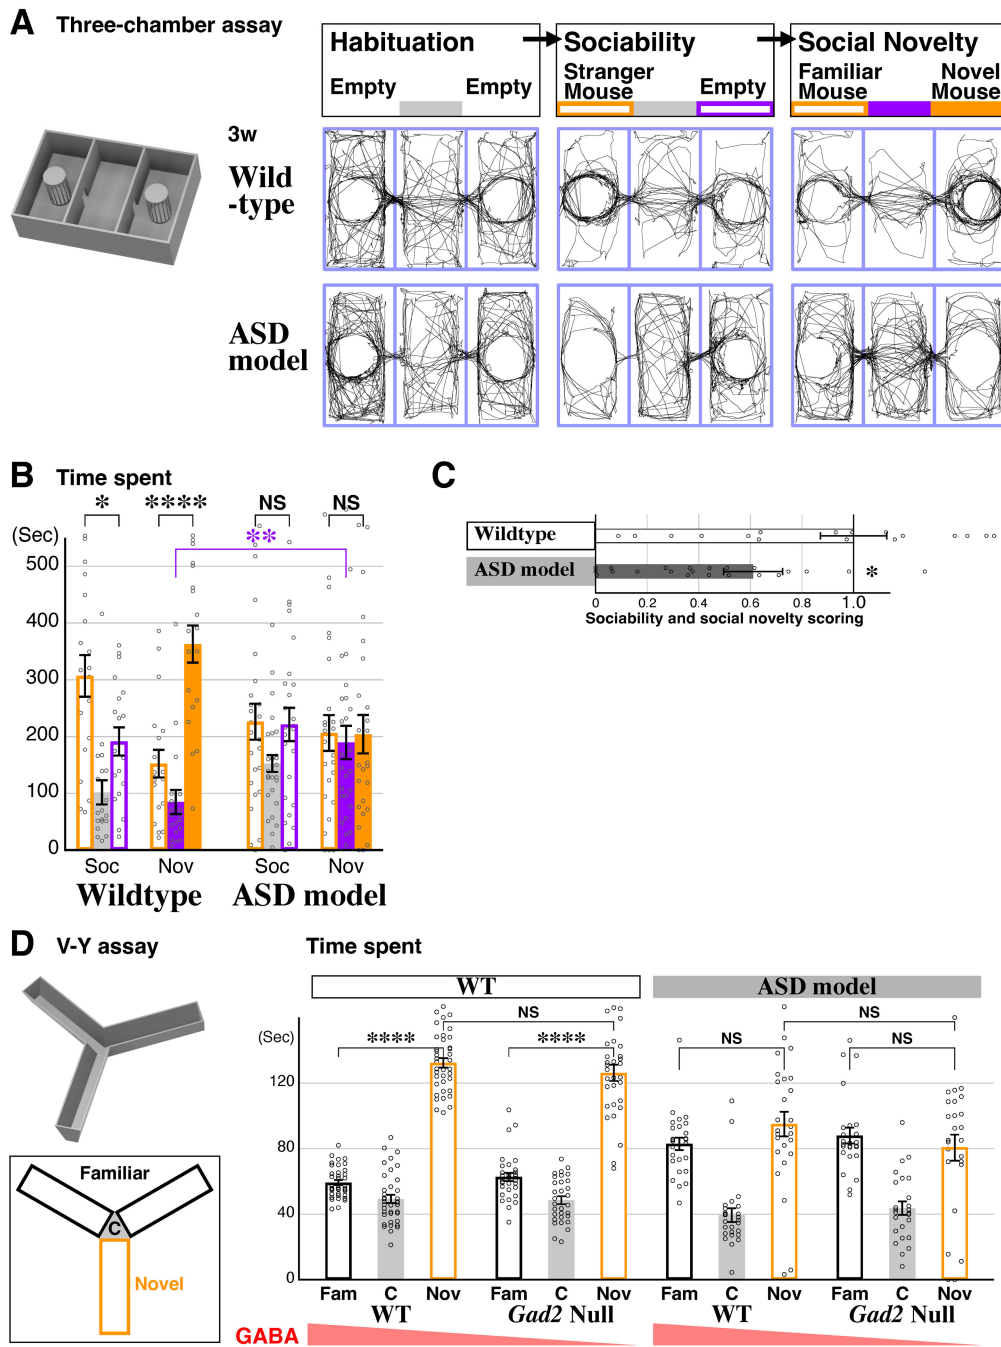 A Three-chamber assay
Habituation
Empty Empty
Sociability
Stranger
Mouse
Empty
Social Novelty
Familiar
Mouse
Novel
Mouse
3w
Wild
-type
ASD
model
B Time spent
* **** NS NS
**
(Sec)
500
400
300
200
100
0
Soc Nov Soc Nov
Wildtype ASD model
C
Wildtype
ASD model
*
0 0.2 0.4 0.6 0.8 1.0
Sociability and social novelty scoring
D V-Y assay
Familiar
C
Novel
Time spent
WT ASD model
NS NS
**** **** NS NS
(Sec)
120
80
40
0
Fam C Nov Fam C Nov Fam C Nov Fam C Nov
WT Gad2 Null WT Gad2 Null
GABA